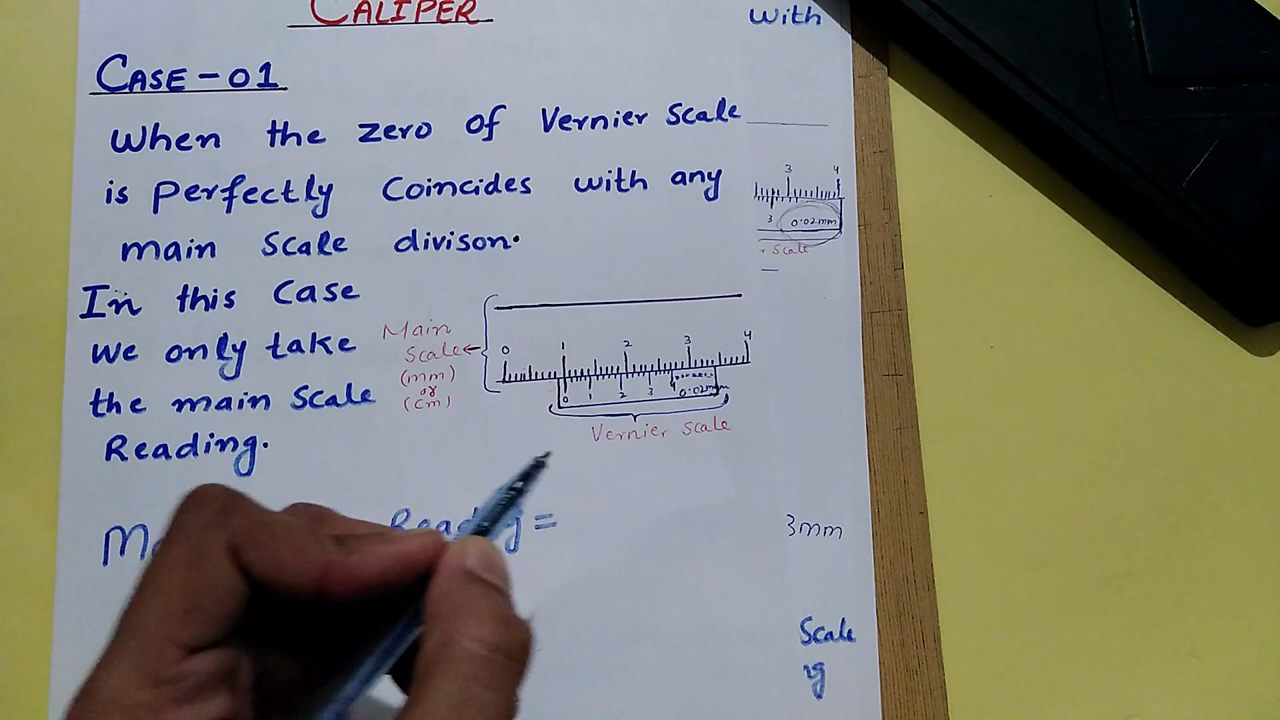 CALIPER
With
CASE-01
When the zero of Vernier Scale
is perfectly Coincides with any
main Scale divison.
In this Case
we only take
the main Scale
Reading.
Main
Scale
(mm)
or
(cm)
0 1 2 3 4
0 1 2 3 4 0.02mm
Vernier Scale
3 4
3 0.02mm
Scale
Reading =
3mm
Scale